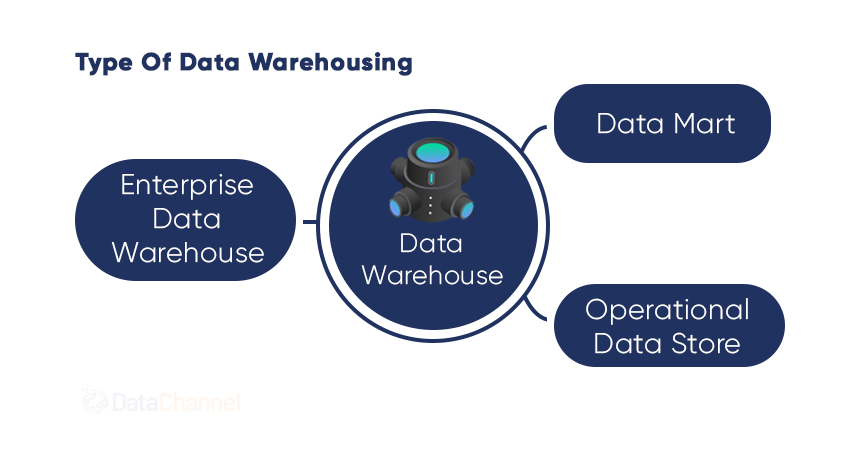 Type Of Data Warehousing
Data Mart
Enterprise
Data
Warehouse
Data
Warehouse
Operational
Data Store
DataChannel